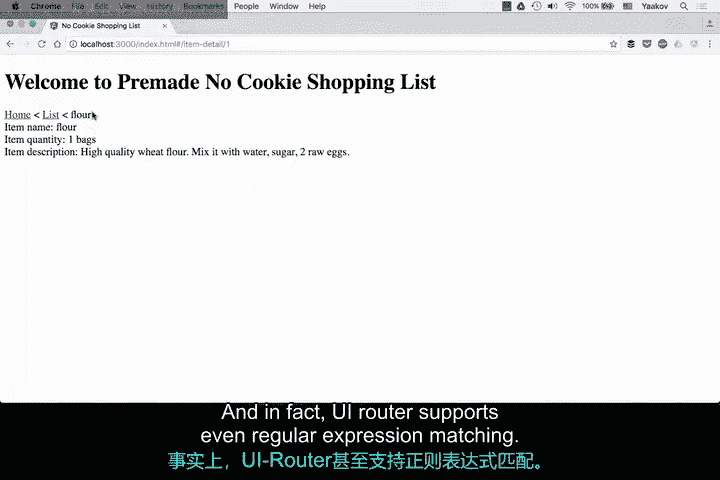 Chrome File Edit View History Bookmarks People Window Help 100% Yaakov
No Cookie Shopping List
localhost:3000/index.html#/item-detail/1
Welcome to Premade No Cookie Shopping List
Home < List < flour
Item name: flour
Item quantity: 1 bags
Item description: High quality wheat flour. Mix it with water, sugar, 2 raw eggs.
And in fact, UI router supports
even regular expression matching.
事实上，UI-Router甚至支持正则表达式匹配。